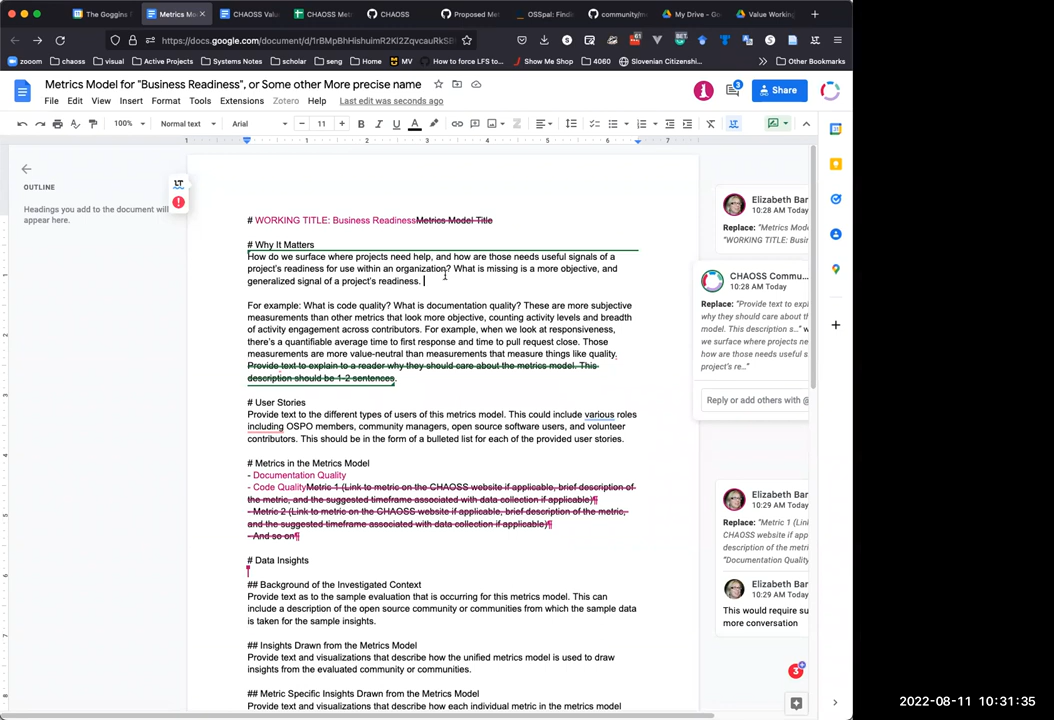 The Goggins
Metrics Mo
CHAOSS Valu
CHAOSS Metr
CHAOSS
Proposed Met
OSSpal: Findi
community/me
My Drive - Go
Value Working
https://docs.google.com/document/d/1rBMpBhHishuimR2KI2ZqvcauRkSB
zooom
chaos
visual
Active Projects
Systems Notes
scholar
seng
Home
MV
How to force LFS to...
Show Me Shop
4060
Slovenian Citizenshi...
Other Bookmarks
Metrics Model for "Business Readiness", or Some other More precise name
File Edit View Insert Format Tools Extensions Zotero Help Last edit was seconds ago
3
Share
100% Normal text Arial 11
OUTLINE
Headings you add to the document will appear here.
# WORKING TITLE: Business ReadinessMetrics Model Title
# Why It Matters
How do we surface where projects need help, and how are those needs useful signals of a
project's readiness for use within an organization? What is missing is a more objective, and
generalized signal of a project's readiness.
For example: What is code quality? What is documentation quality? These are more subjective
measurements than other metrics that look more objective, counting activity levels and breadth
of activity engagement across contributors. For example, when we look at responsiveness,
there's a quantifiable average time to first response and time to pull request close. Those
measurements are more value-neutral than measurements that measure things like quality.
Provide text to explain to a reader why they should care about the metrics model. This
description should be 1-2 sentences.
# User Stories
Provide text to the different types of users of this metrics model. This could include various roles
including OSPO members, community managers, open source software users, and volunteer
contributors. This should be in the form of a bulleted list for each of the provided user stories.
# Metrics in the Metrics Model
- Documentation Quality
- Code QualityMetric 1 (Link to metric on the CHAOSS website if applicable, brief description of
the metric, and the suggested timeframe associated with data collection if applicable)¶
- Metric 2 (Link to metric on the CHAOSS website if applicable, brief description of the metric,
and the suggested timeframe associated with data collection if applicable)¶
- And so on¶
# Data Insights
## Background of the Investigated Context
Provide text as to the sample evaluation that is occurring for this metrics model. This can
include a description of the open source community or communities from which the sample data
is taken for the sample insights.
## Insights Drawn from the Metrics Model
Provide text and visualizations that describe how the unified metrics model is used to draw
insights from the evaluated community or communities.
## Metric Specific Insights Drawn from the Metrics Model
Provide text and visualizations that describe how each individual metric in the metrics model
Elizabeth Bar
10:28 AM Today
Replace: "Metrics Mode
"WORKING TITLE: Busin
CHAOSS Commu...
10:28 AM Today
Replace: "Provide text to expl
why they should care about th
model. This description s..." w
we surface where projects nee
how are those needs useful s
project's re..."
Reply or add others with @
Elizabeth Bar
10:29 AM Today
Replace: "Metric 1 (Lin
CHAOSS website if app
description of the metri
"Documentation Quality
Elizabeth Bar
10:29 AM Today
This would require su
more conversation
3
2022-08-11 10:31:35